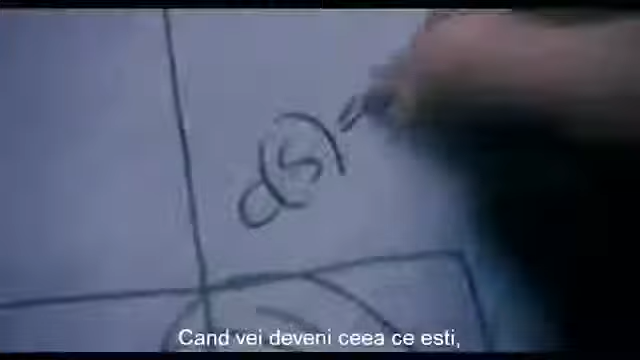 d(s)=
Cand vei deveni ceea ce esti,